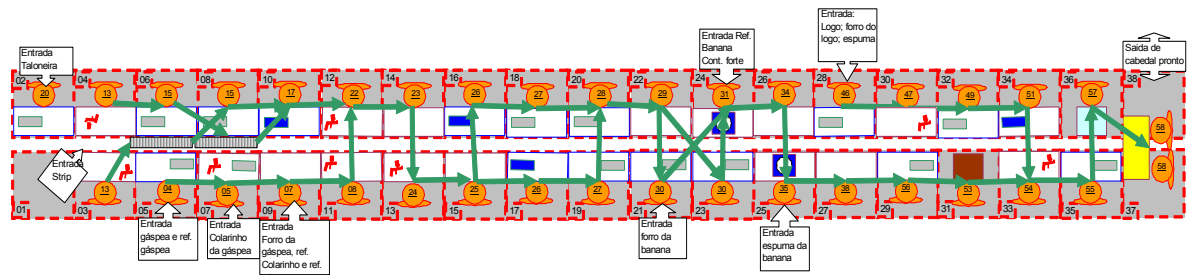 Entrada
Taloneira
Entrada Ref.
Banana
Cont. forte
Entrada:
Logo; forro do
logo; espuma
Saida de
cabedal pronto
02 04 06 08 10 12 14 16 18 20 22 24 26 28 30 32 34 36 38
20 13 15 15 17 22 23 26 27 28 29 31 34 46 47 49 51 57
58
58
Entrada
Strip
13 04 05 07 08 24 25 26 27 30 30 35 38 56 53 54 55
01 03 05 07 09 11 13 15 17 19 21 23 25 27 29 31 33 35 37
Entrada
gáspea e ref.
gáspea
Entrada
Colarinho
da gáspea
Entrada
Forro da
gáspea, ref.
Colarinho e ref.
Entrada
forro da
banana
Entrada
espuma da
banana